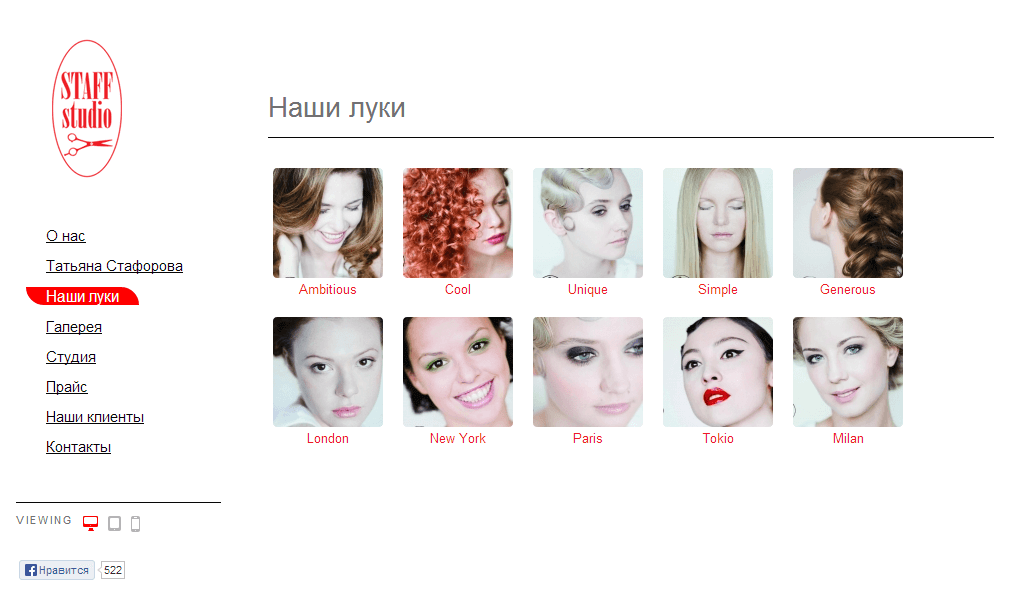 STAFF
studio
О нас
Татьяна Стафорова
Наши луки
Галерея
Студия
Прайс
Наши клиенты
Контакты
VIEWING
Нравится 522
Наши луки
Ambitious Cool Unique Simple Generous
London New York Paris Tokio Milan